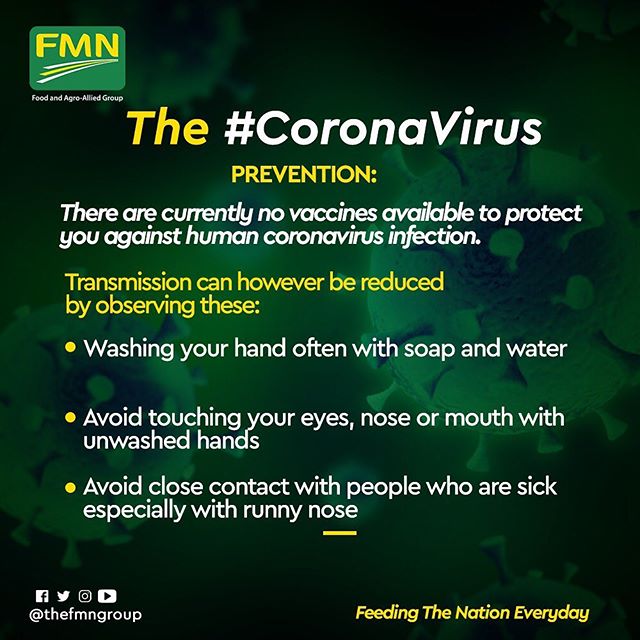 FMN
Food and Agro-Allied Group
The #CoronaVirus
PREVENTION:
There are currently no vaccines available to protect
you against human coronavirus infection.
Transmission can however be reduced
by observing these:
• Washing your hand often with soap and water
• Avoid touching your eyes, nose or mouth with
unwashed hands
• Avoid close contact with people who are sick
especially with runny nose
@thefmngroup
Feeding The Nation Everyday